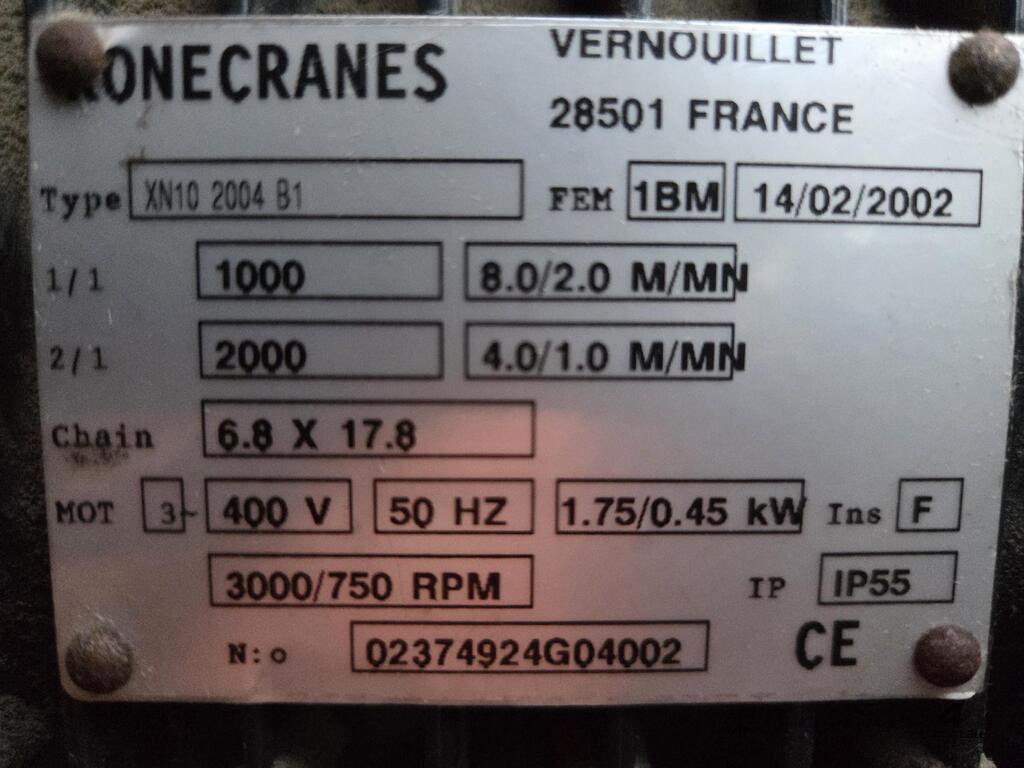 KONECRANES VERNOUILLET
28501 FRANCE
Type XN10 2004 B1 FEM 1BM 14/02/2002
1/1 1000 8.0/2.0 M/MN
2/1 2000 4.0/1.0 M/MN
Chain 6.8 X 17.8
MOT 3~ 400 V 50 HZ 1.75/0.45 kW Ins F
3000/750 RPM IP IP55
N:o 02374924G04002 CE